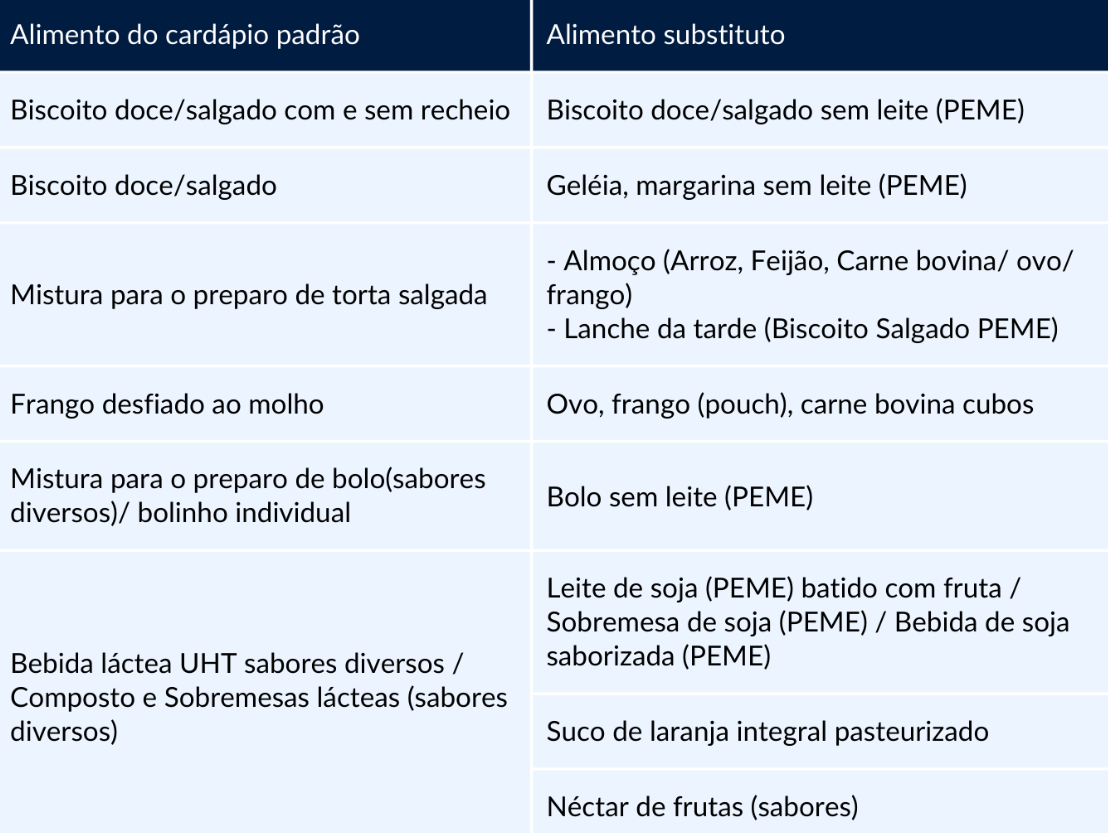 Alimento do cardápio padrão
Alimento substituto
Biscoito doce/salgado com e sem recheio
Biscoito doce/salgado sem leite (PEME)
Biscoito doce/salgado
Geléia, margarina sem leite (PEME)
Mistura para o preparo de torta salgada
- Almoço (Arroz, Feijão, Carne bovina/ ovo/
frango)
- Lanche da tarde (Biscoito Salgado PEME)
Frango desfiado ao molho
Ovo, frango (pouch), carne bovina cubos
Mistura para o preparo de bolo(sabores
diversos)/ bolinho individual
Bolo sem leite (PEME)
Bebida láctea UHT sabores diversos /
Composto e Sobremesas lácteas (sabores
diversos)
Leite de soja (PEME) batido com fruta /
Sobremesa de soja (PEME) / Bebida de soja
saborizada (PEME)
Suco de laranja integral pasteurizado
Néctar de frutas (sabores)